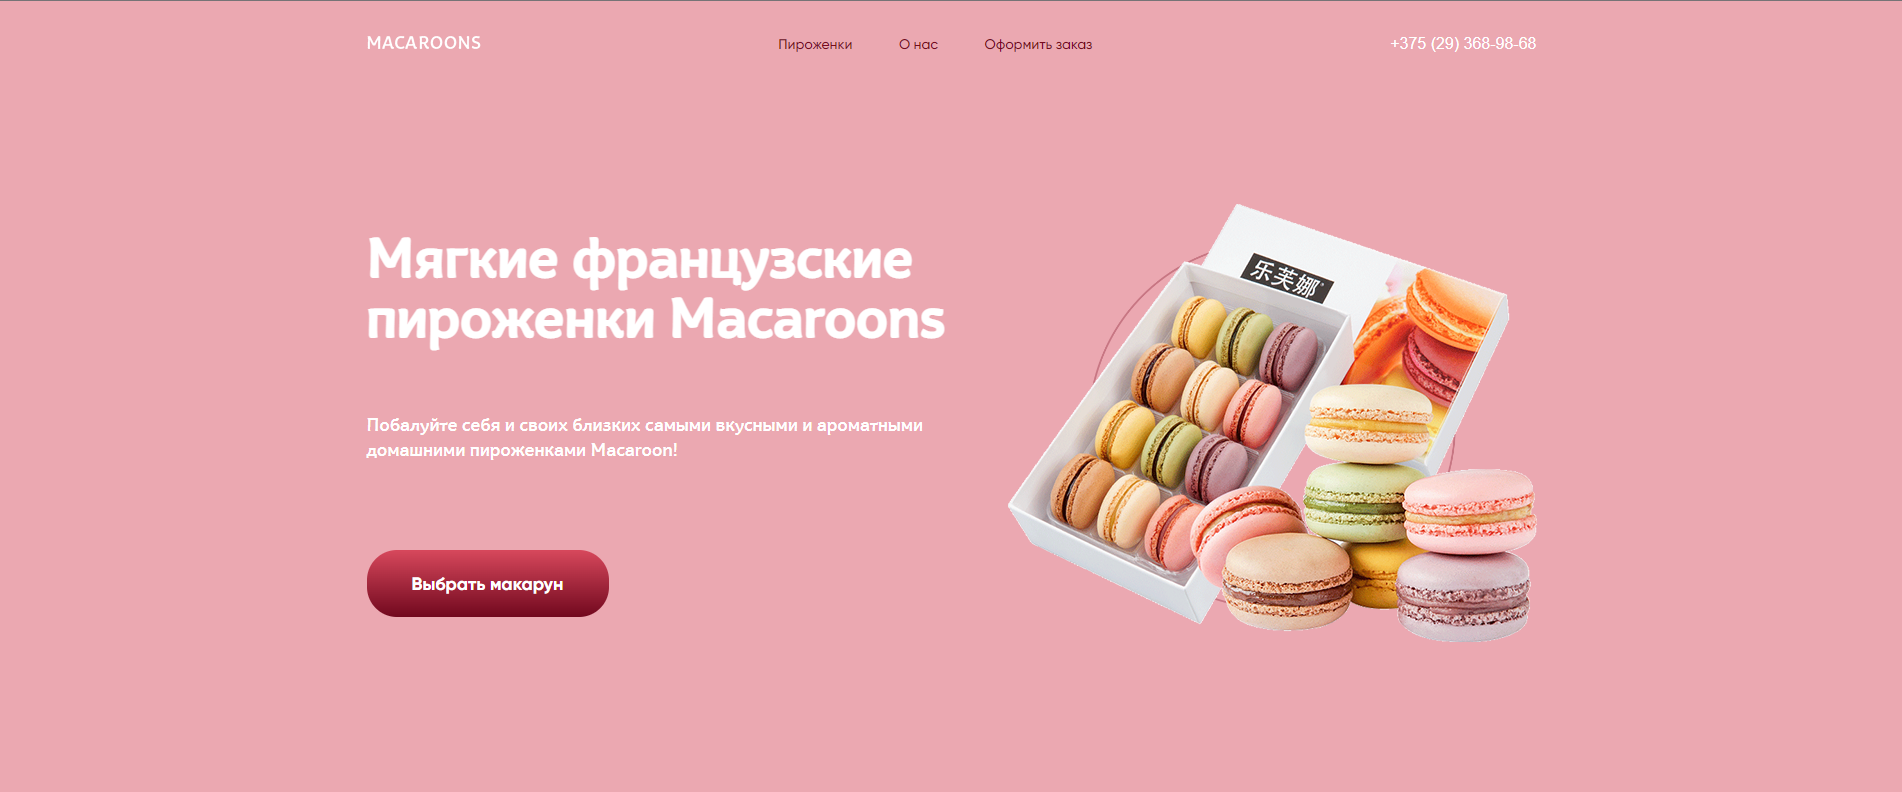 MACAROONS
Пироженки
О нас
Оформить заказ
+375 (29) 368-98-68
Мягкие французские
пироженки Macaroons
Побалуйте себя и своих близких самыми вкусными и ароматными
домашними пироженками Macaroon!
Выбрать макарун
乐芙娜